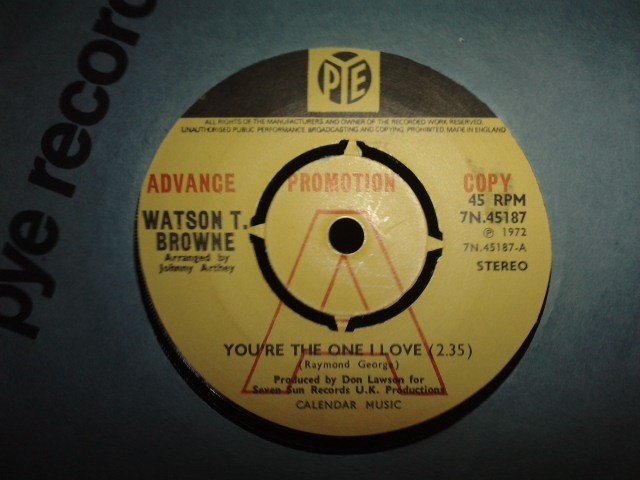 pye record
PYE
ALL RIGHTS OF THE MANUFACTURERS AND OWNER OF THE RECORDED WORK RESERVED.
UNAUTHORISED PUBLIC PERFORMANCE BROADCASTING AND COPYING PROHIBITED. MADE IN ENGLAND
ADVANCE PROMOTION COPY
WATSON T.
BROWNE
Arranged by
Johnny Arthey
45 RPM
7N.45187
℗ 1972
7N.45187-A
STEREO
A
YOU'RE THE ONE I LOVE (2.35)
(Raymond George)
Produced by Don Lawson for
Seven Sun Records U.K. Productions
CALENDAR MUSIC